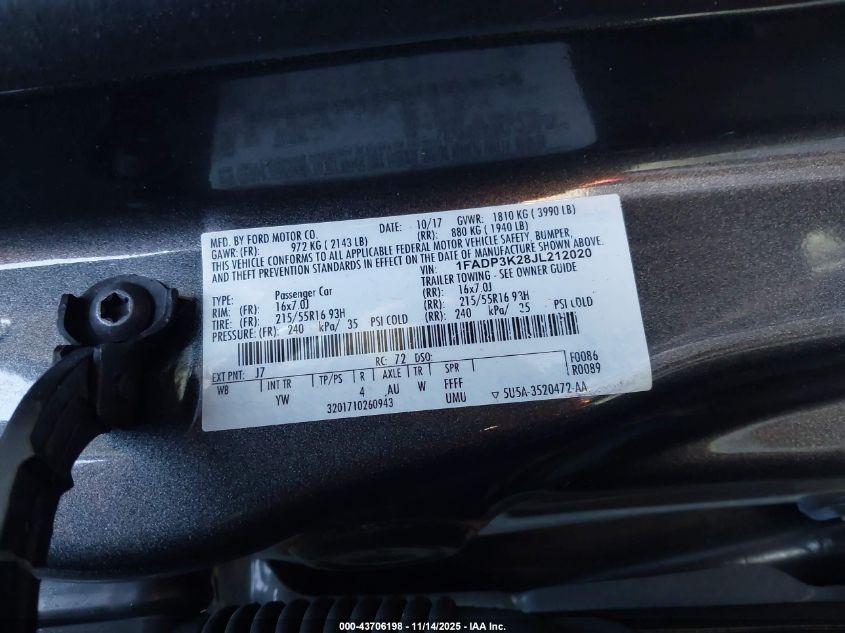 MFD. BY FORD MOTOR CO.
DATE: 10/17 GVWR: 1810 KG ( 3990 LB)
GAWR: (FR): 972 KG ( 2143 LB) (RR): 880 KG ( 1940 LB)
THIS VEHICLE CONFORMS TO ALL APPLICABLE FEDERAL MOTOR VEHICLE SAFETY, BUMPER,
AND THEFT PREVENTION STANDARDS IN EFFECT ON THE DATE OF MANUFACTURE SHOWN ABOVE.
VIN: 1FADP3K28JL212020
TYPE: Passenger Car TRAILER TOWING - SEE OWNER GUIDE
RIM: (FR): 16x7.0J (RR): 16x7.0J
TIRE: (FR): 215/55R16 93H (RR): 215/55R16 93H
PRESSURE: (FR): 240 kPa/ 35 PSI COLD (RR): 240 kPa/ 35 PSI COLD
EXT PNT: J7 RC: 72 DSO: F0086
WB INT TR TP/PS R AXLE TR SPR R0089
YW 4 AU W FFFF
3201710260943 UMU ▽ 5U5A-3520472-AA
000-43706198 - 11/14/2025 - IAA Inc.